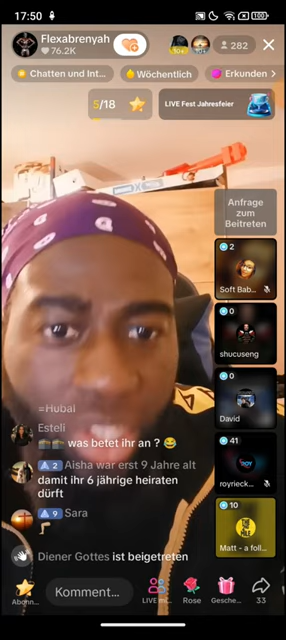 17:50
100
Flexabrenyah
76.2K
10+
282
Chatten und Int...
Wöchentlich
Erkunden >
5/18
LIVE Fest Jahresfeier
Anfrage
zum
Beitreten
2
Soft Bab...
0
shucuseng
0
David
41
royrieck...
10
Matt - a foll...
=Hubal
Esteli
was betet ihr an ?
2 Aisha war erst 9 Jahre alt
damit ihr 6 jährige heiraten
dürft
9 Sara
Diener Gottes ist beigetreten
Abonn...
Komment...
LIVE mi...
Rose
Gesche...
33